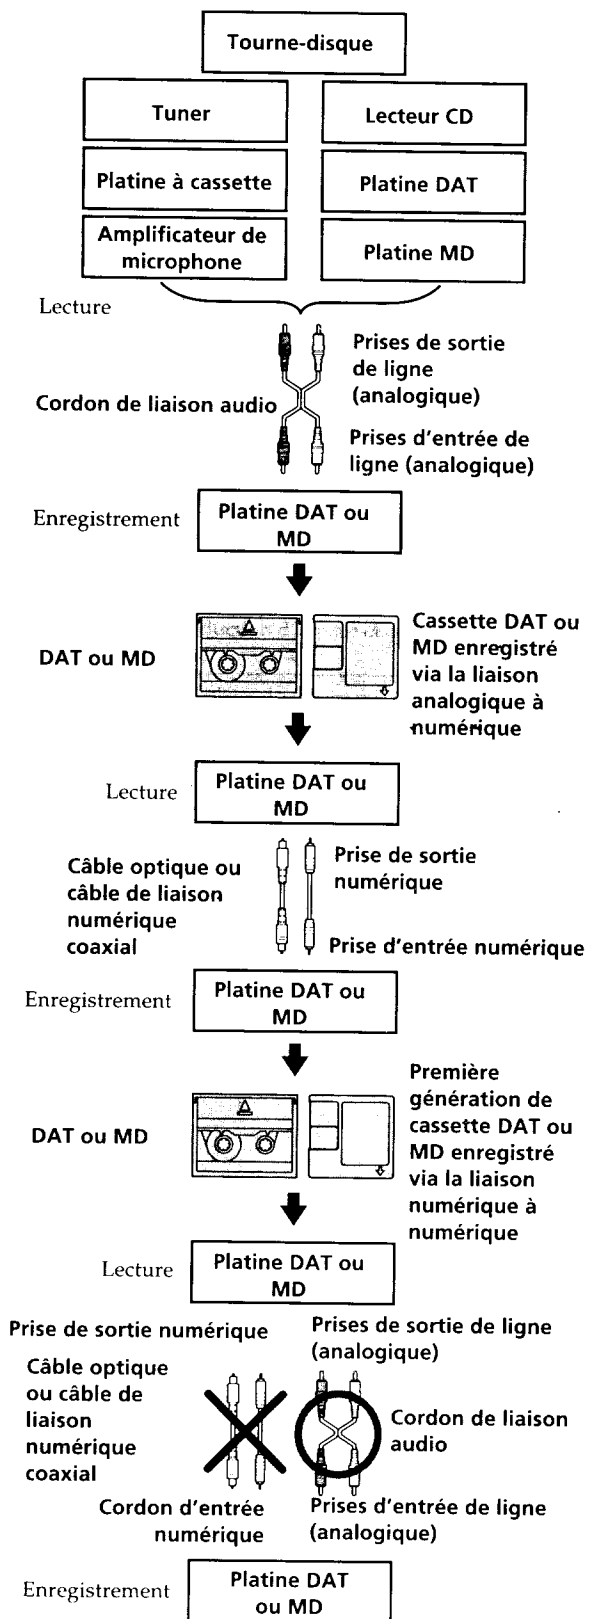 Tourne-disque
Tuner
Lecteur CD
Platine à cassette
Platine DAT
Amplificateur de
microphone
Platine MD
Lecture
Prises de sortie
de ligne
(analogique)
Cordon de liaison audio
Prises d'entrée de
ligne (analogique)
Enregistrement
Platine DAT ou
MD
DAT ou MD
Cassette DAT ou
MD enregistré
via la liaison
analogique à
numérique
Lecture
Platine DAT ou
MD
Câble optique ou
câble de liaison
numérique
coaxial
Prise de sortie
numérique
Prise d'entrée numérique
Enregistrement
Platine DAT ou
MD
DAT ou MD
Première
génération de
cassette DAT ou
MD enregistré
via la liaison
numérique à
numérique
Lecture
Platine DAT ou
MD
Prise de sortie numérique
Prises de sortie de ligne
(analogique)
Câble optique
ou câble de
liaison
numérique
coaxial
Cordon de liaison
audio
Cordon d'entrée
numérique
Prises d'entrée de ligne
(analogique)
Enregistrement
Platine DAT
ou MD